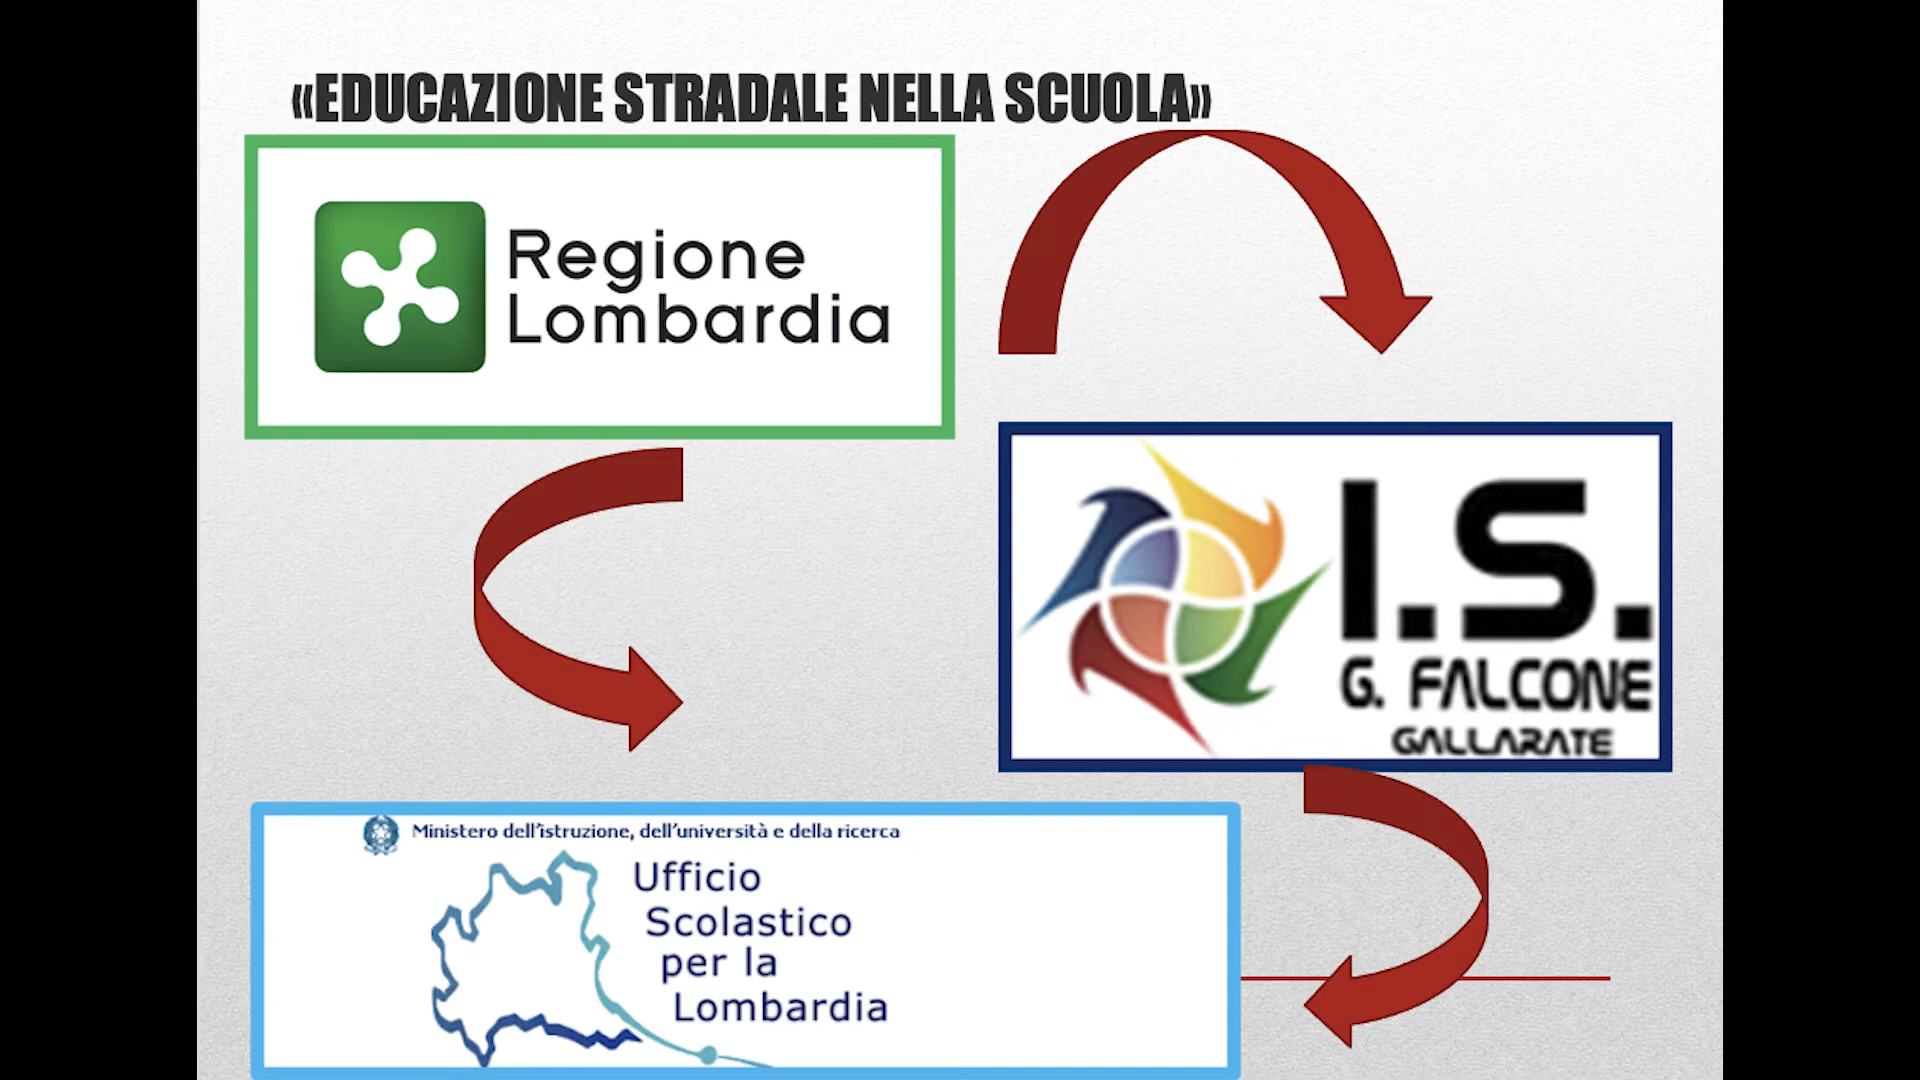 «EDUCAZIONE STRADALE NELLA SCUOLA»
Regione
Lombardia
I.S.
G. FALCONE
GALLARATE
Ministero dell'istruzione, dell'università e della ricerca
Ufficio
Scolastico
per la
Lombardia